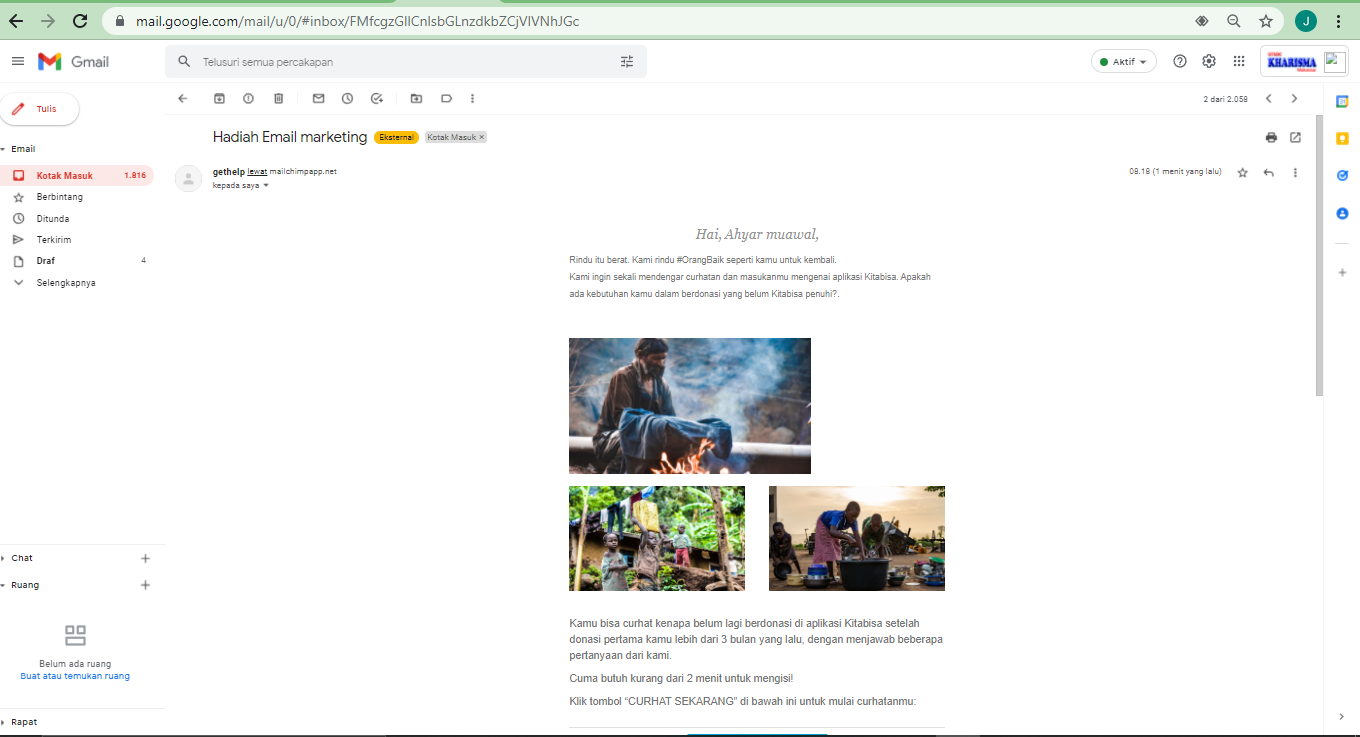 mail.google.com/mail/u/0/#inbox/FMfcgzGllCnlsbGLnzdkbZCjVlVNhJGc
J
Gmail
Telusuri semua percakapan
Aktif
KHARISMA
Makassar
Tulis
2 dari 2.058
Hadiah Email marketing Eksternal Kotak Masuk ×
Email
Kotak Masuk 1.816
Berbintang
Ditunda
Terkirim
Draf 4
Selengkapnya
gethelp lewat mailchimpapp.net
08.18 (1 menit yang lalu)
kepada saya
Hai, Ahyar muawal,
Rindu itu berat. Kami rindu #OrangBaik seperti kamu untuk kembali.
Kami ingin sekali mendengar curhatan dan masukanmu mengenai aplikasi Kitabisa. Apakah
ada kebutuhan kamu dalam berdonasi yang belum Kitabisa penuhi?.
Kamu bisa curhat kenapa belum lagi berdonasi di aplikasi Kitabisa setelah
donasi pertama kamu lebih dari 3 bulan yang lalu, dengan menjawab beberapa
pertanyaan dari kami.
Cuma butuh kurang dari 2 menit untuk mengisi!
Klik tombol “CURHAT SEKARANG” di bawah ini untuk mulai curhatanmu:
Chat
Ruang
Belum ada ruang
Buat atau temukan ruang
Rapat